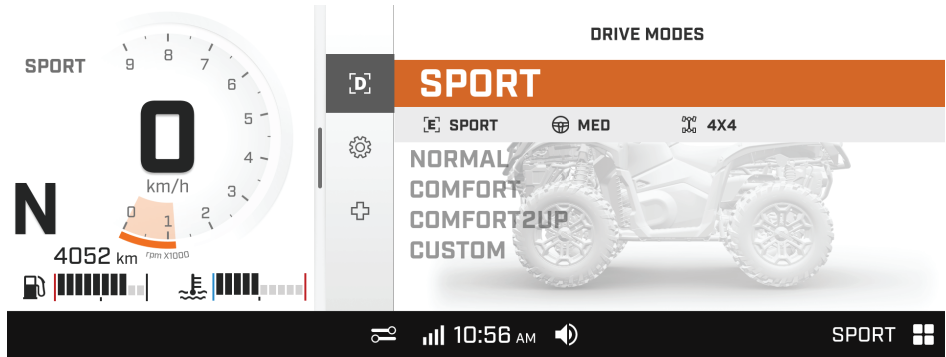 SPORT
9
8
7
6
5
4
3
2
1
0
0
km/h
N
rpm X1000
4052 km
D
DRIVE MODES
SPORT
E SPORT MED 4X4
NORMAL
COMFORT
COMFORT2UP
CUSTOM
10:56 AM
SPORT